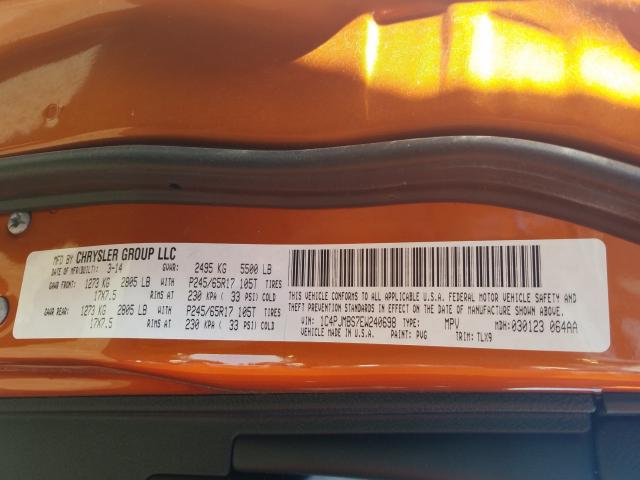 MFD BY CHRYSLER GROUP LLC
DATE OF MFR(BUILT): 3-14 GVWR: 2495 KG 5500 LB
GAWR FRONT: 1273 KG 2805 LB WITH P245/65R17 105T TIRES
17X7.5 RIMS AT 230 KPA ( 33 PSI) COLD
GAWR REAR: 1273 KG 2805 LB WITH P245/65R17 105T TIRES
17X7.5 RIMS AT 230 KPA ( 33 PSI) COLD
THIS VEHICLE CONFORMS TO ALL APPLICABLE U.S.A. FEDERAL MOTOR VEHICLE SAFETY AND
THEFT PREVENTION STANDARDS IN EFFECT ON THE DATE OF MANUFACTURE SHOWN ABOVE.
VIN: 1C4PJMBS7EW240698 TYPE: MPV MDH: 030123 064AA
VEHICLE MADE IN U.S.A. PAINT: PVG TRIM: TLX9